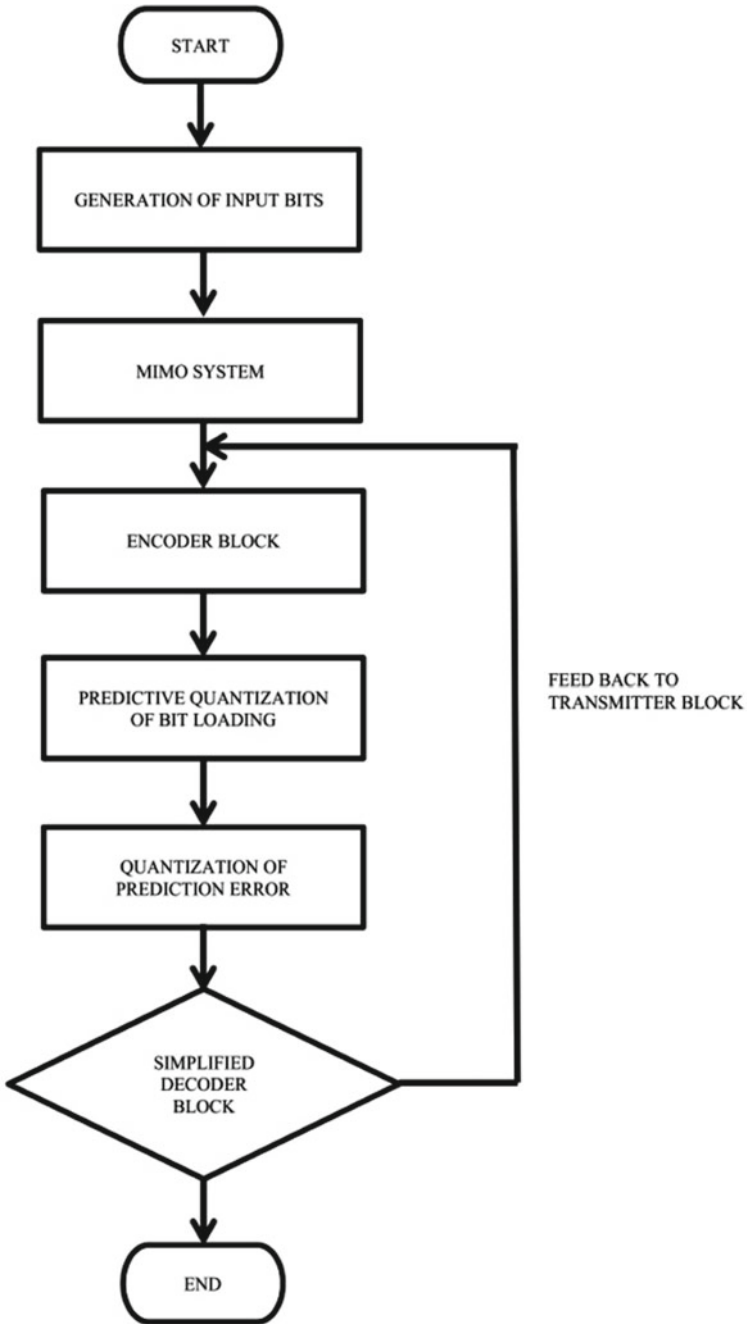 START
GENERATION OF INPUT BITS
MIMO SYSTEM
ENCODER BLOCK
PREDICTIVE QUANTIZATION
OF BIT LOADING
FEED BACK TO
TRANSMITTER BLOCK
QUANTIZATION OF
PREDICTION ERROR
SIMPLIFIED
DECODER
BLOCK
END